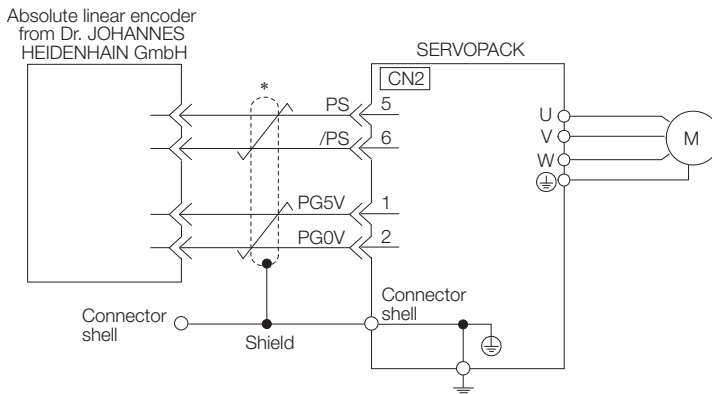 Absolute linear encoder
from Dr. JOHANNES
HEIDENHAIN GmbH
SERVOPACK
CN2
*
PS 5
/PS 6
PG5V 1
PG0V 2
U
V
W
M
Connector
shell
Shield
Connector
shell